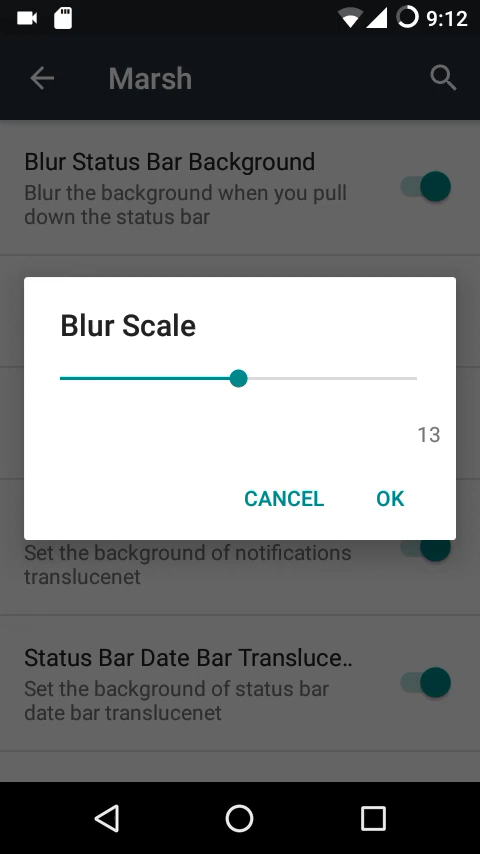 9:12
Marsh
Blur Status Bar Background
Blur the background when you pull
down the status bar
Blur Scale
13
CANCEL
OK
Set the background of notifications
translucenet
Status Bar Date Bar Transluce..
Set the background of status bar
date bar translucenet